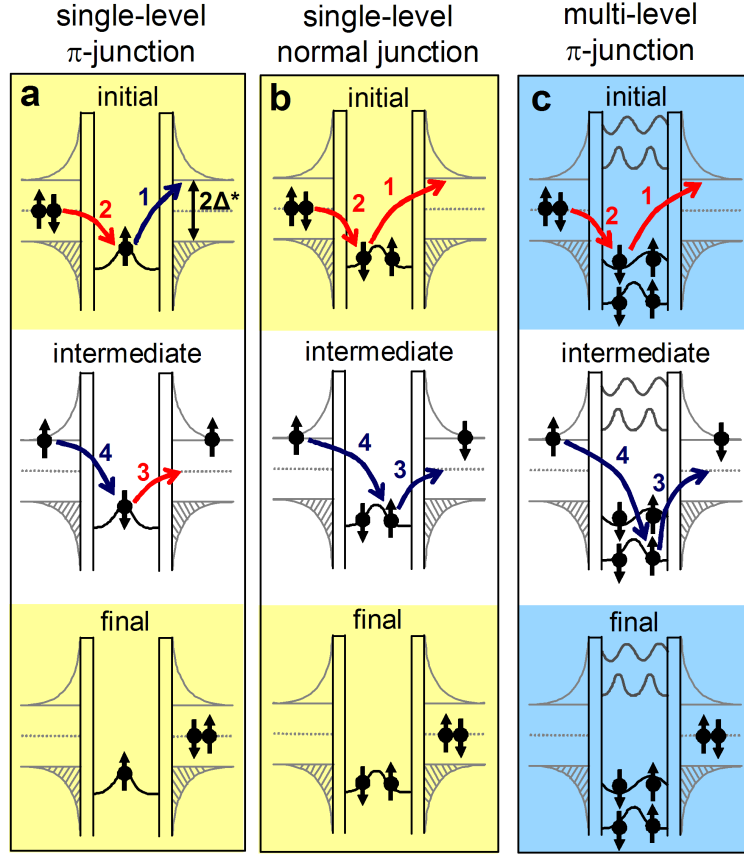 single-level
π-junction
single-level
normal junction
multi-level
π-junction
a
initial
2
1
2Δ*
b
initial
2
1
c
initial
2
1
intermediate
4
3
intermediate
4
3
intermediate
4
3
final
final
final